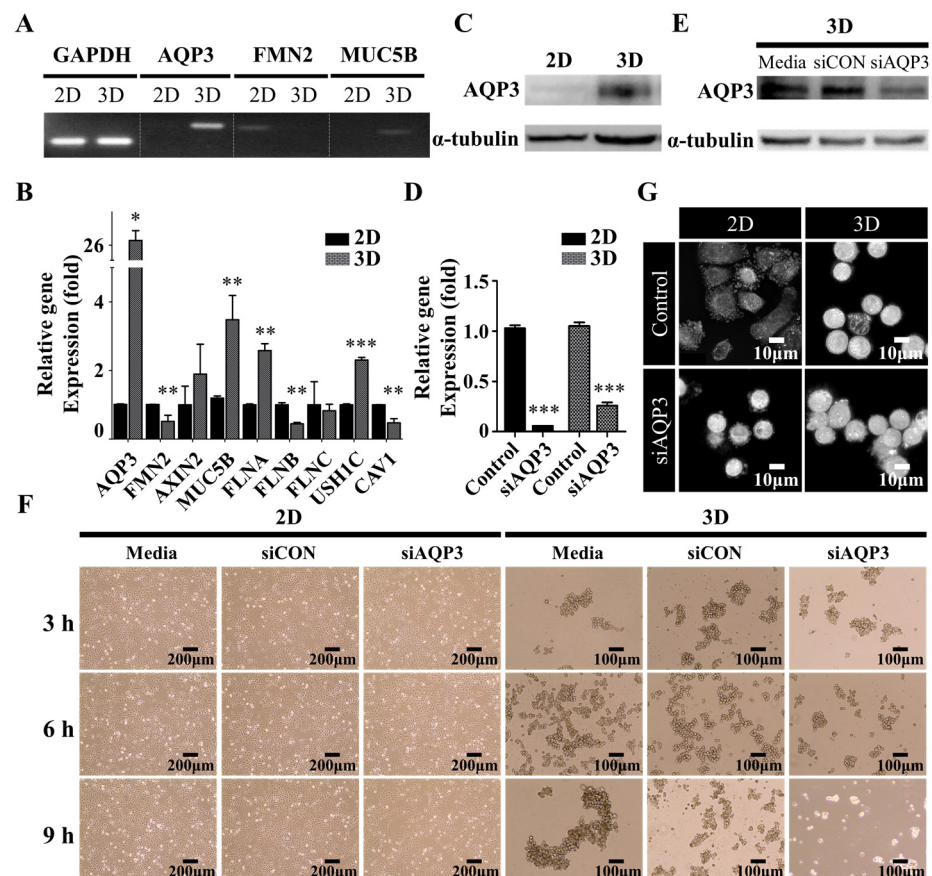 A
GAPDH AQP3 FMN2 MUC5B
2D 3D 2D 3D 2D 3D 2D 3D
B
Relative gene
Expression (fold)
26
4
2
0
2D
3D
* ** ** ** ** *** **
AQP3 FMN2 AXIN2 MUC5B FLNA FLNB FLNC USH1C CAV1
C
2D 3D
AQP3
α-tubulin
D
Relative gene
Expression (fold)
1.5
1.0
0.5
0
2D
3D
*** ***
Control siAQP3 Control siAQP3
E
3D
Media siCON siAQP3
AQP3
α-tubulin
G
2D 3D
Control
10μm 10μm
siAQP3
10μm 10μm
F
2D 3D
Media siCON siAQP3 Media siCON siAQP3
3 h
200μm 200μm 200μm 100μm 100μm 100μm
6 h
200μm 200μm 200μm 100μm 100μm 100μm
9 h
200μm 200μm 200μm 100μm 100μm 100μm